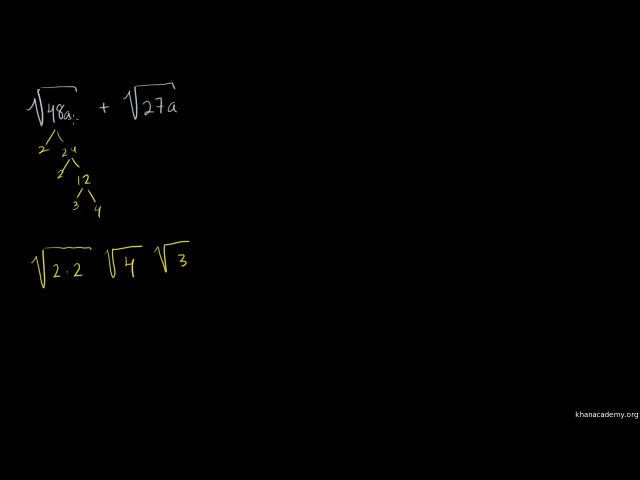 √48a + √27a
2 24
2 12
3 4
√2·2 √4 √3
khanacademy.org